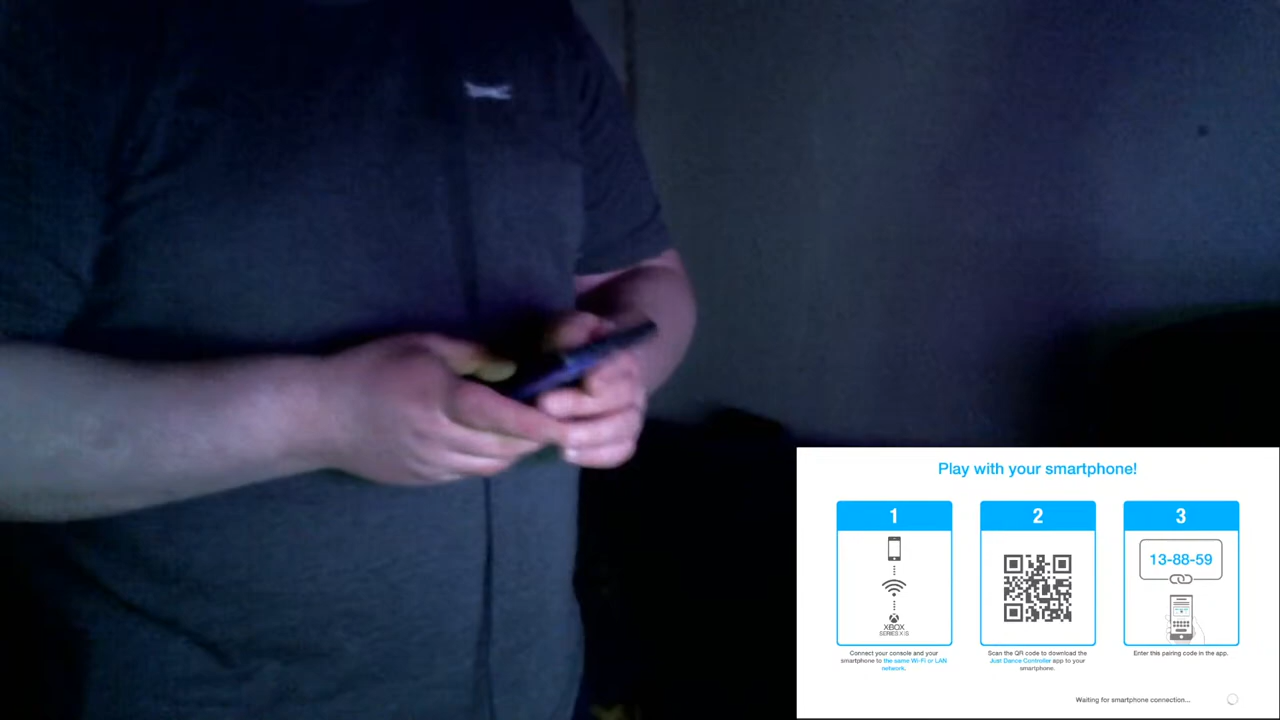 Play with your smartphone!
1
2
3
13-88-59
XBOX
SERIES X|S
Connect your console and your
smartphone to the same Wi-Fi or LAN
network.
Scan the QR code to download the
Just Dance Controller app to your
smartphone.
Enter this pairing code in the app.
Waiting for smartphone connection...